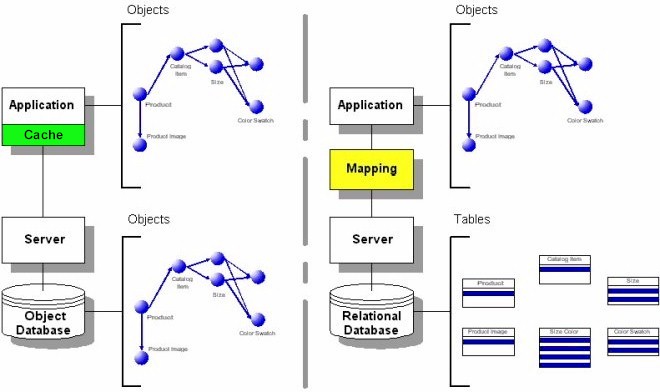 Objects
Catalog
Item
Size
Product
Color Swatch
Product Image
Application
Cache
Server
Object
Database
Objects
Catalog
Item
Size
Product
Color Swatch
Product Image
Objects
Catalog
Item
Size
Product
Color Swatch
Product Image
Application
Mapping
Server
Relational
Database
Tables
Catalog Item
Product
Size
Product Image
Size Color
Color Swatch